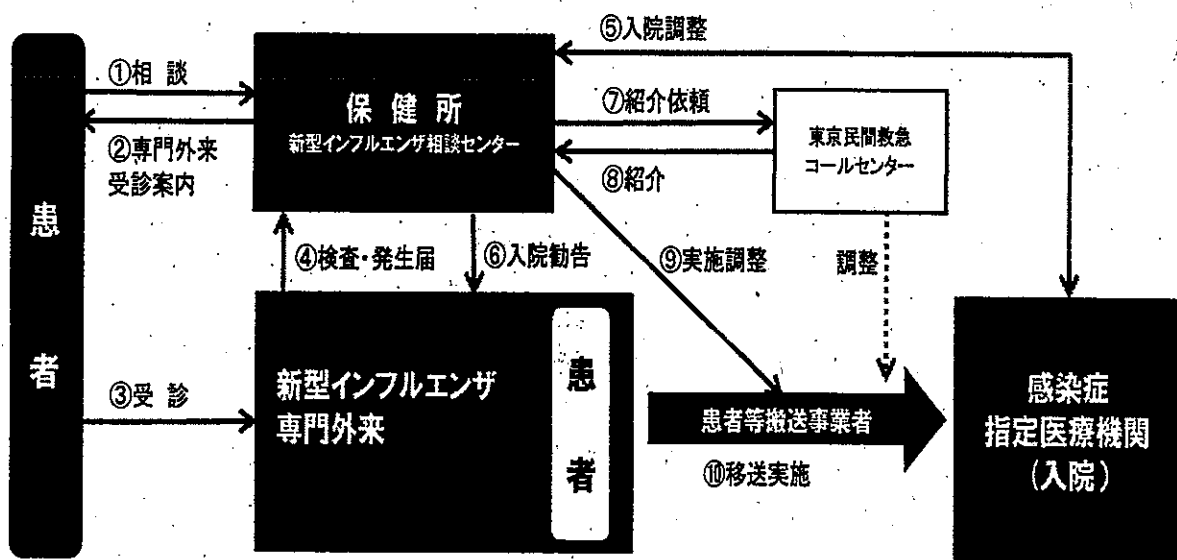 患者
①相 談
②専門外来
受診案内
③受 診
保 健 所
新型インフルエンザ相談センター
④検査・発生届
⑥入院勧告
新型インフルエンザ
専門外来
患者
⑤入院調整
⑦紹介依頼
⑧紹介
東京民間救急
コールセンター
⑨実施調整
調整
患者等搬送事業者
⑩移送実施
感染症
指定医療機関
（入院）